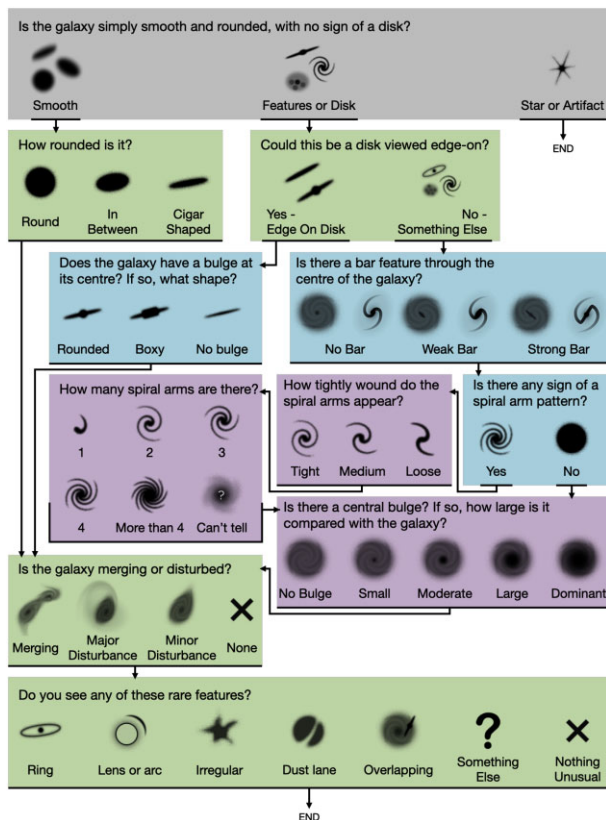 Is the galaxy simply smooth and rounded, with no sign of a disk?
Smooth
Features or Disk
Star or Artifact
END
How rounded is it?
Round
In
Between
Cigar
Shaped
Could this be a disk viewed edge-on?
Yes -
Edge On Disk
No -
Something Else
Does the galaxy have a bulge at
its centre? If so, what shape?
Rounded
Boxy
No bulge
Is there a bar feature through the
centre of the galaxy?
No Bar
Weak Bar
Strong Bar
How many spiral arms are there?
1
2
3
4
More than 4
?
Can't tell
How tightly wound do the
spiral arms appear?
Tight
Medium
Loose
Is there any sign of a
spiral arm pattern?
Yes
No
Is there a central bulge? If so, how large is it
compared with the galaxy?
No Bulge
Small
Moderate
Large
Dominant
Is the galaxy merging or disturbed?
Merging
Major
Disturbance
Minor
Disturbance
None
Do you see any of these rare features?
Ring
Lens or arc
Irregular
Dust lane
Overlapping
?
Something
Else
Nothing
Unusual
END